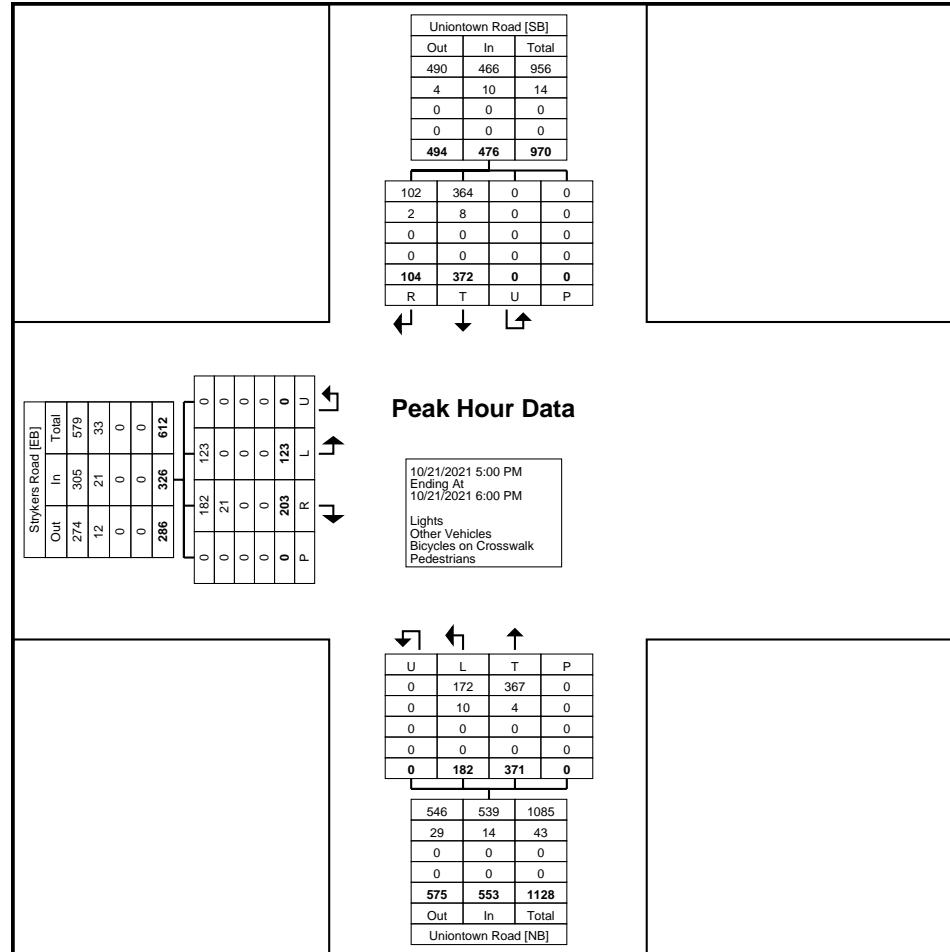 Uniontown Road [SB]
Out In Total
490 466 956
4 10 14
0 0 0
0 0 0
494 476 970
102 364 0 0
2 8 0 0
0 0 0 0
0 0 0 0
104 372 0 0
R T U P
Strykers Road [EB]
Total 579 33 0 0 612
In 305 21 0 0 326
Out 274 12 0 0 286
0 0 0 0 0 U
123 0 0 0 123 L
182 21 0 0 203 R
0 0 0 0 0 P
Peak Hour Data
10/21/2021 5:00 PM
Ending At
10/21/2021 6:00 PM
Lights
Other Vehicles
Bicycles on Crosswalk
Pedestrians
U L T P
0 172 367 0
0 10 4 0
0 0 0 0
0 0 0 0
0 182 371 0
546 539 1085
29 14 43
0 0 0
0 0 0
575 553 1128
Out In Total
Uniontown Road [NB]